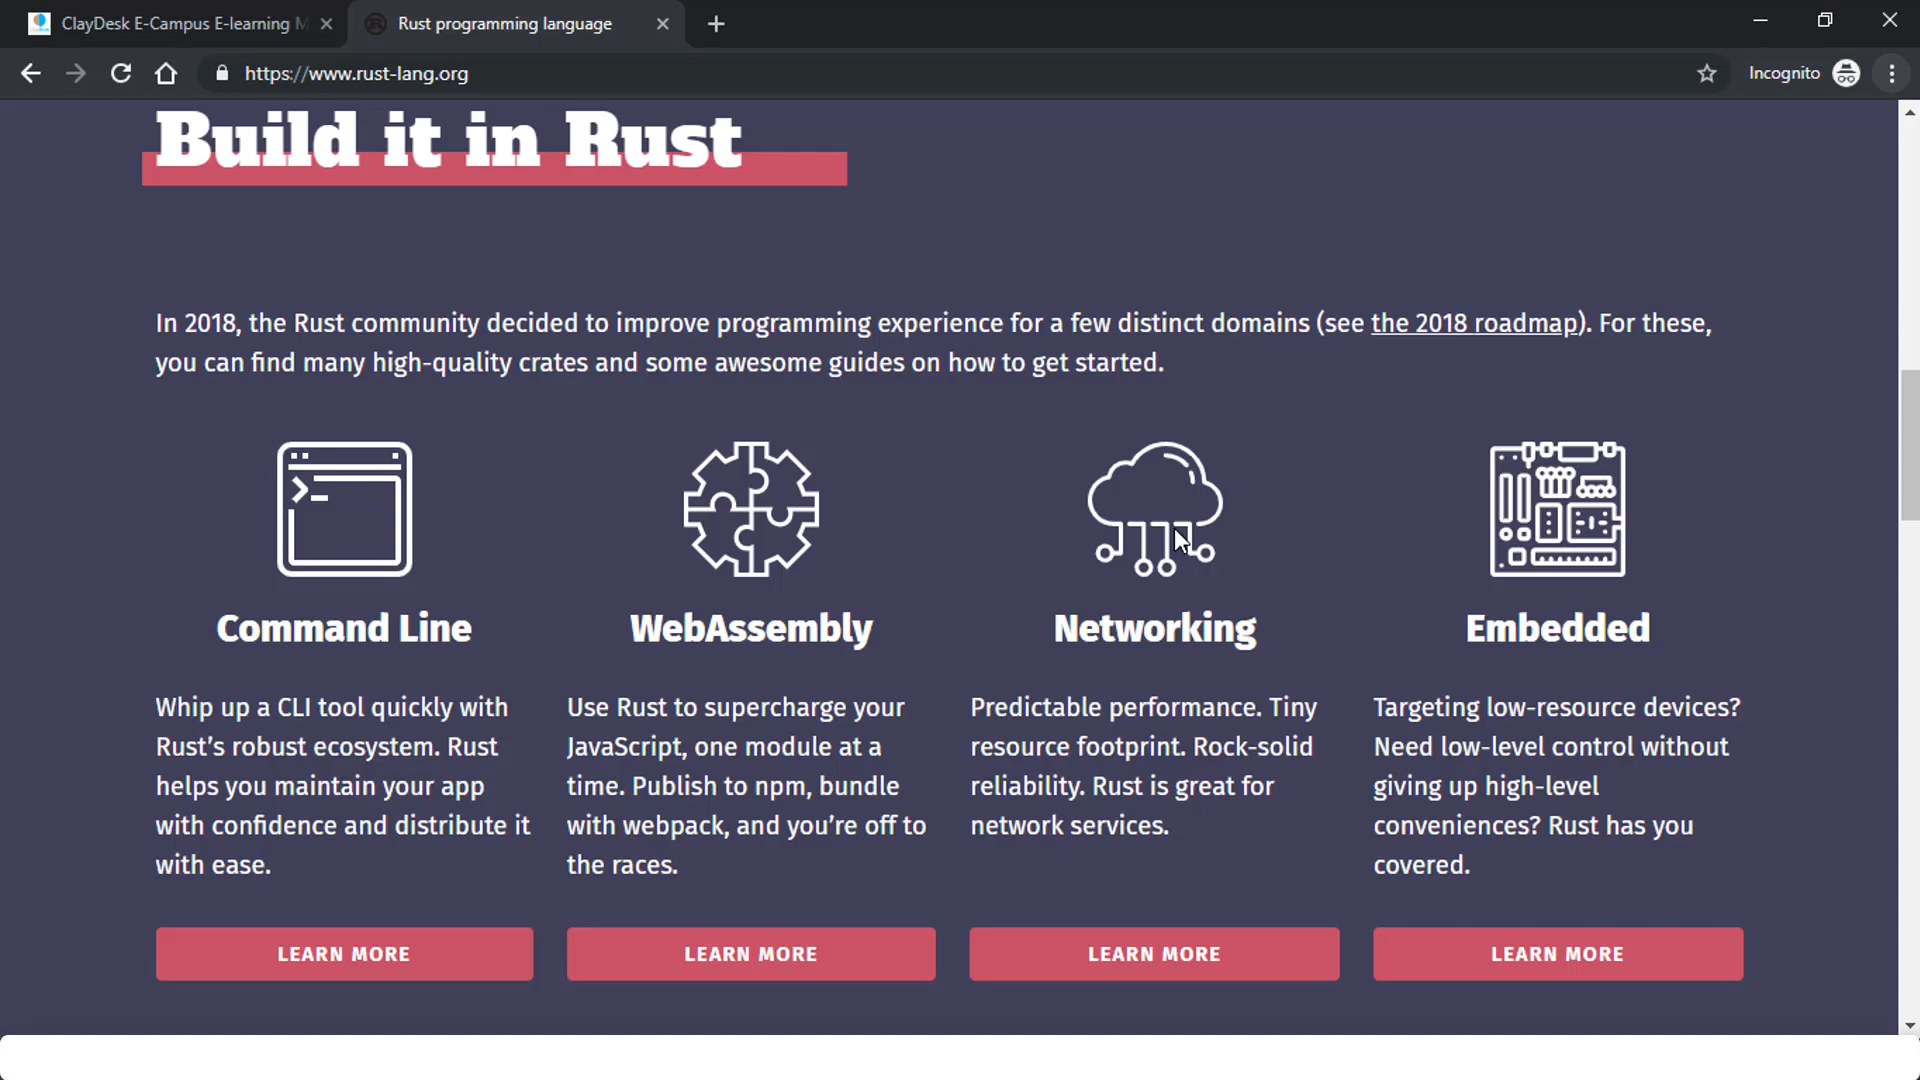 ClayDesk E-Campus E-learning M
Rust programming language
https://www.rust-lang.org
Incognito
Build it in Rust
In 2018, the Rust community decided to improve programming experience for a few distinct domains (see the 2018 roadmap). For these,
you can find many high-quality crates and some awesome guides on how to get started.
Command Line
Whip up a CLI tool quickly with
Rust’s robust ecosystem. Rust
helps you maintain your app
with confidence and distribute it
with ease.
LEARN MORE
WebAssembly
Use Rust to supercharge your
JavaScript, one module at a
time. Publish to npm, bundle
with webpack, and you’re off to
the races.
LEARN MORE
Networking
Predictable performance. Tiny
resource footprint. Rock-solid
reliability. Rust is great for
network services.
LEARN MORE
Embedded
Targeting low-resource devices?
Need low-level control without
giving up high-level
conveniences? Rust has you
covered.
LEARN MORE